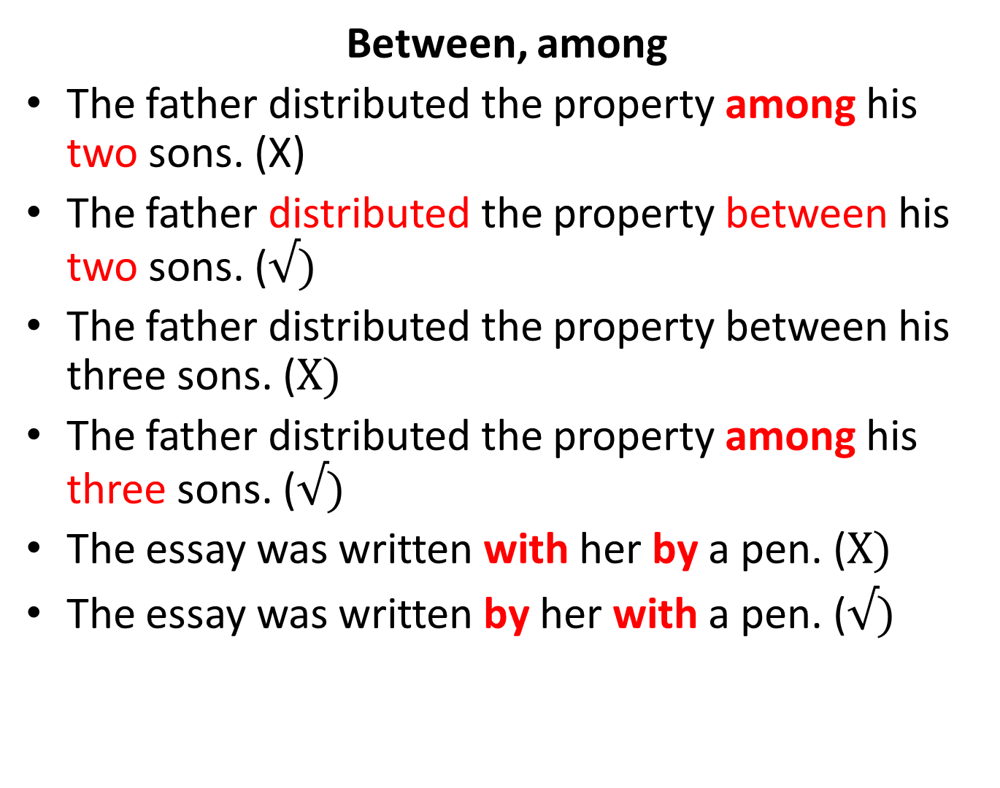 Between, among
• The father distributed the property among his
two sons. (X)
• The father distributed the property between his
two sons. (√)
• The father distributed the property between his
three sons. (X)
• The father distributed the property among his
three sons. (√)
• The essay was written with her by a pen. (X)
• The essay was written by her with a pen. (√)